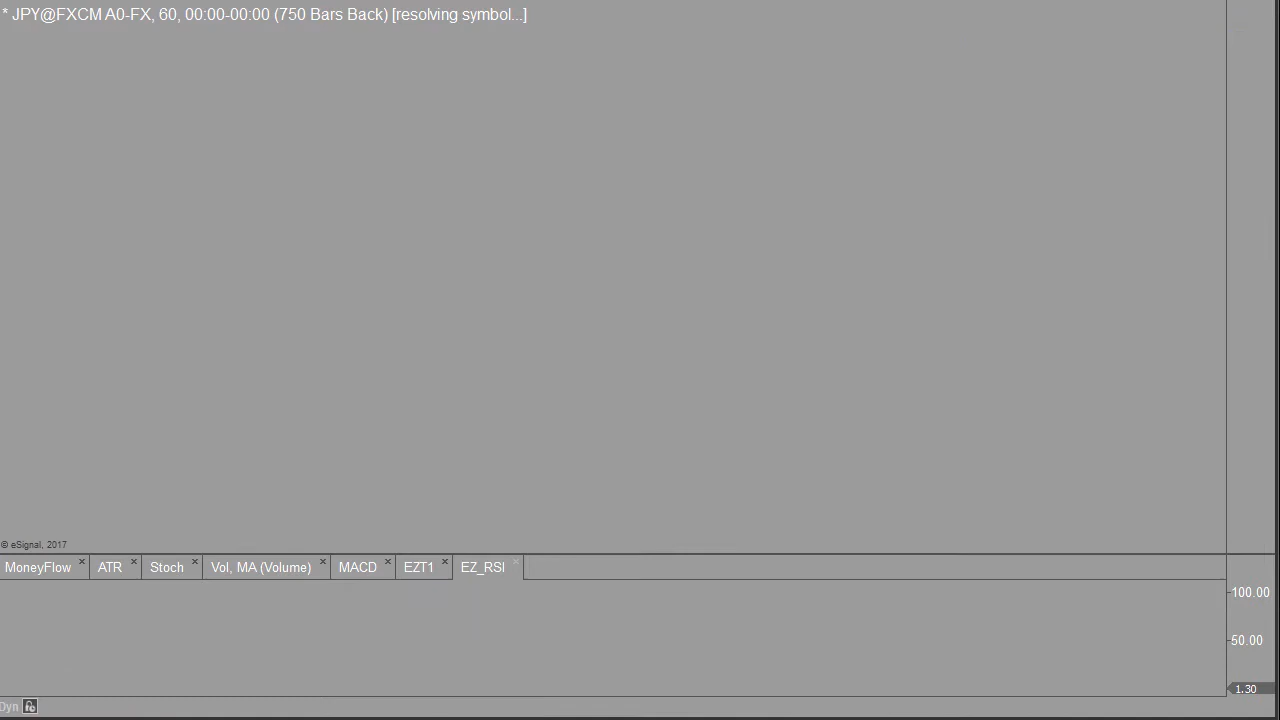 * JPY@FXCM A0-FX, 60, 00:00-00:00 (750 Bars Back) [resolving symbol...]
© eSignal, 2017
MoneyFlow × ATR × Stoch × Vol, MA (Volume) × MACD × EZT1 × EZ_RSI ×
100.00
50.00
1.30
Dyn